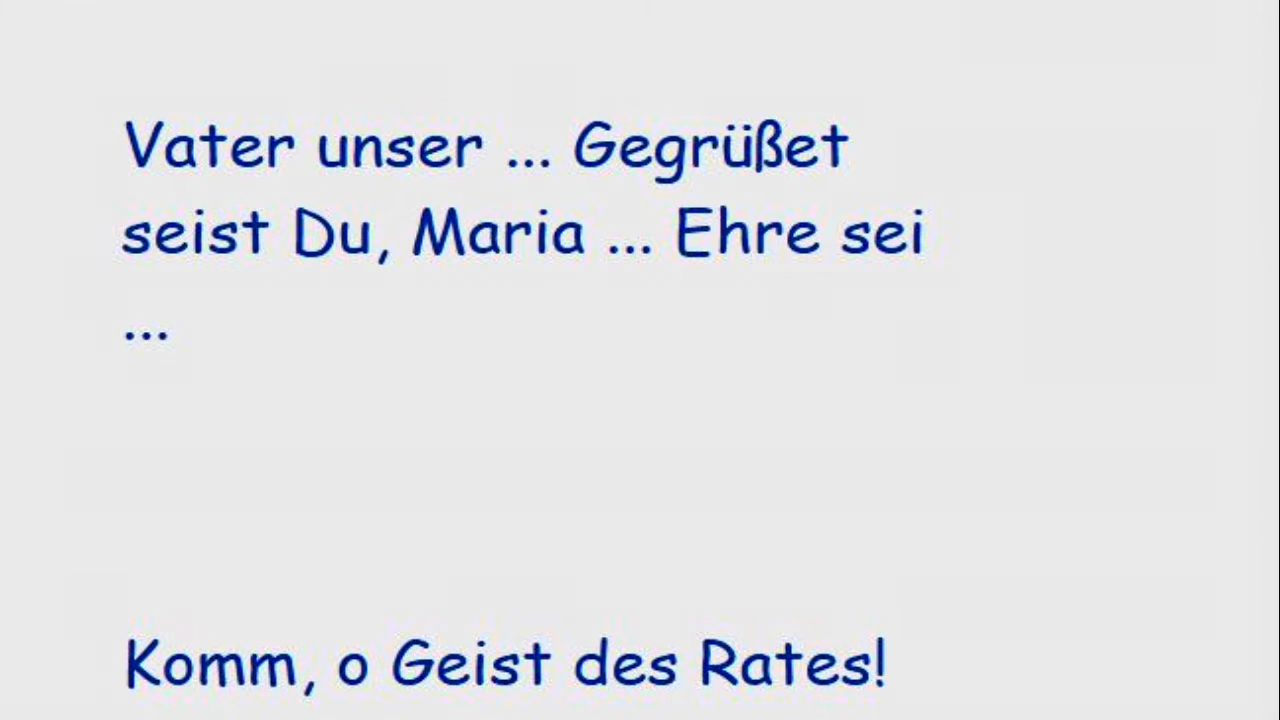 Vater unser ... Gegrüßet
seist Du, Maria ... Ehre sei
...
Komm, o Geist des Rates!